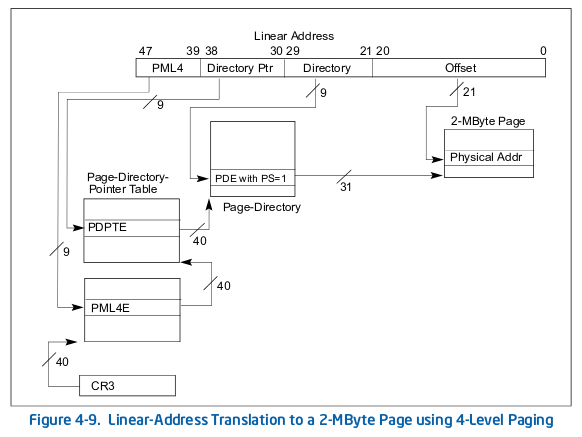 Linear Address
47 39 38 30 29 21 20 0
PML4 Directory Ptr Directory Offset
9 9 21
2-MByte Page
Physical Addr
PDE with PS=1
31
Page-Directory-
Pointer Table
Page-Directory
PDPTE
40
9
40
PML4E
40
CR3
Figure 4-9. Linear-Address Translation to a 2-MByte Page using 4-Level Paging